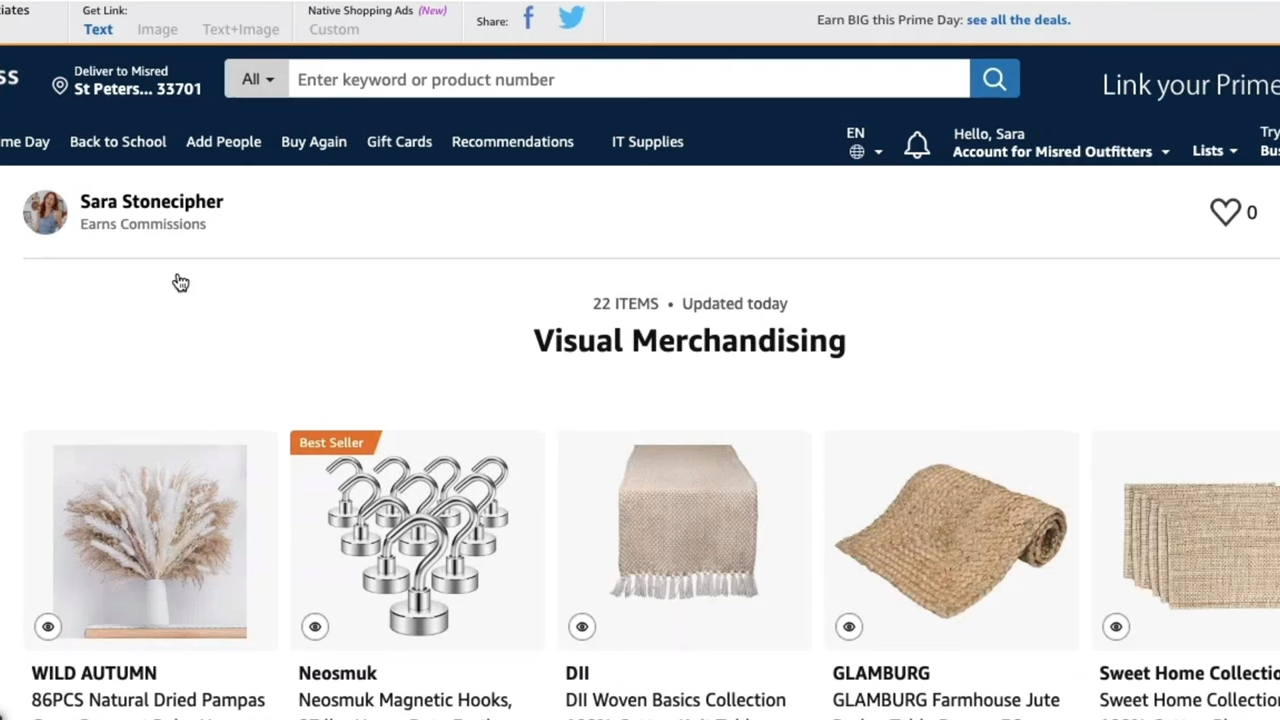 iates
Get Link:
Text Image Text+Image
Native Shopping Ads (New)
Custom
Share:
Earn BIG this Prime Day: see all the deals.
SS
Deliver to Misred
St Peters... 33701
All
Enter keyword or product number
Link your Prime
me Day Back to School Add People Buy Again Gift Cards Recommendations IT Supplies
EN
Hello, Sara
Account for Misred Outfitters
Lists
Try
Bus
Sara Stonecipher
Earns Commissions
0
22 ITEMS • Updated today
Visual Merchandising
Best Seller
WILD AUTUMN
86PCS Natural Dried Pampas
Neosmuk
Neosmuk Magnetic Hooks,
DII
DII Woven Basics Collection
GLAMBURG
GLAMBURG Farmhouse Jute
Sweet Home Collectio
Sweet Home Collection